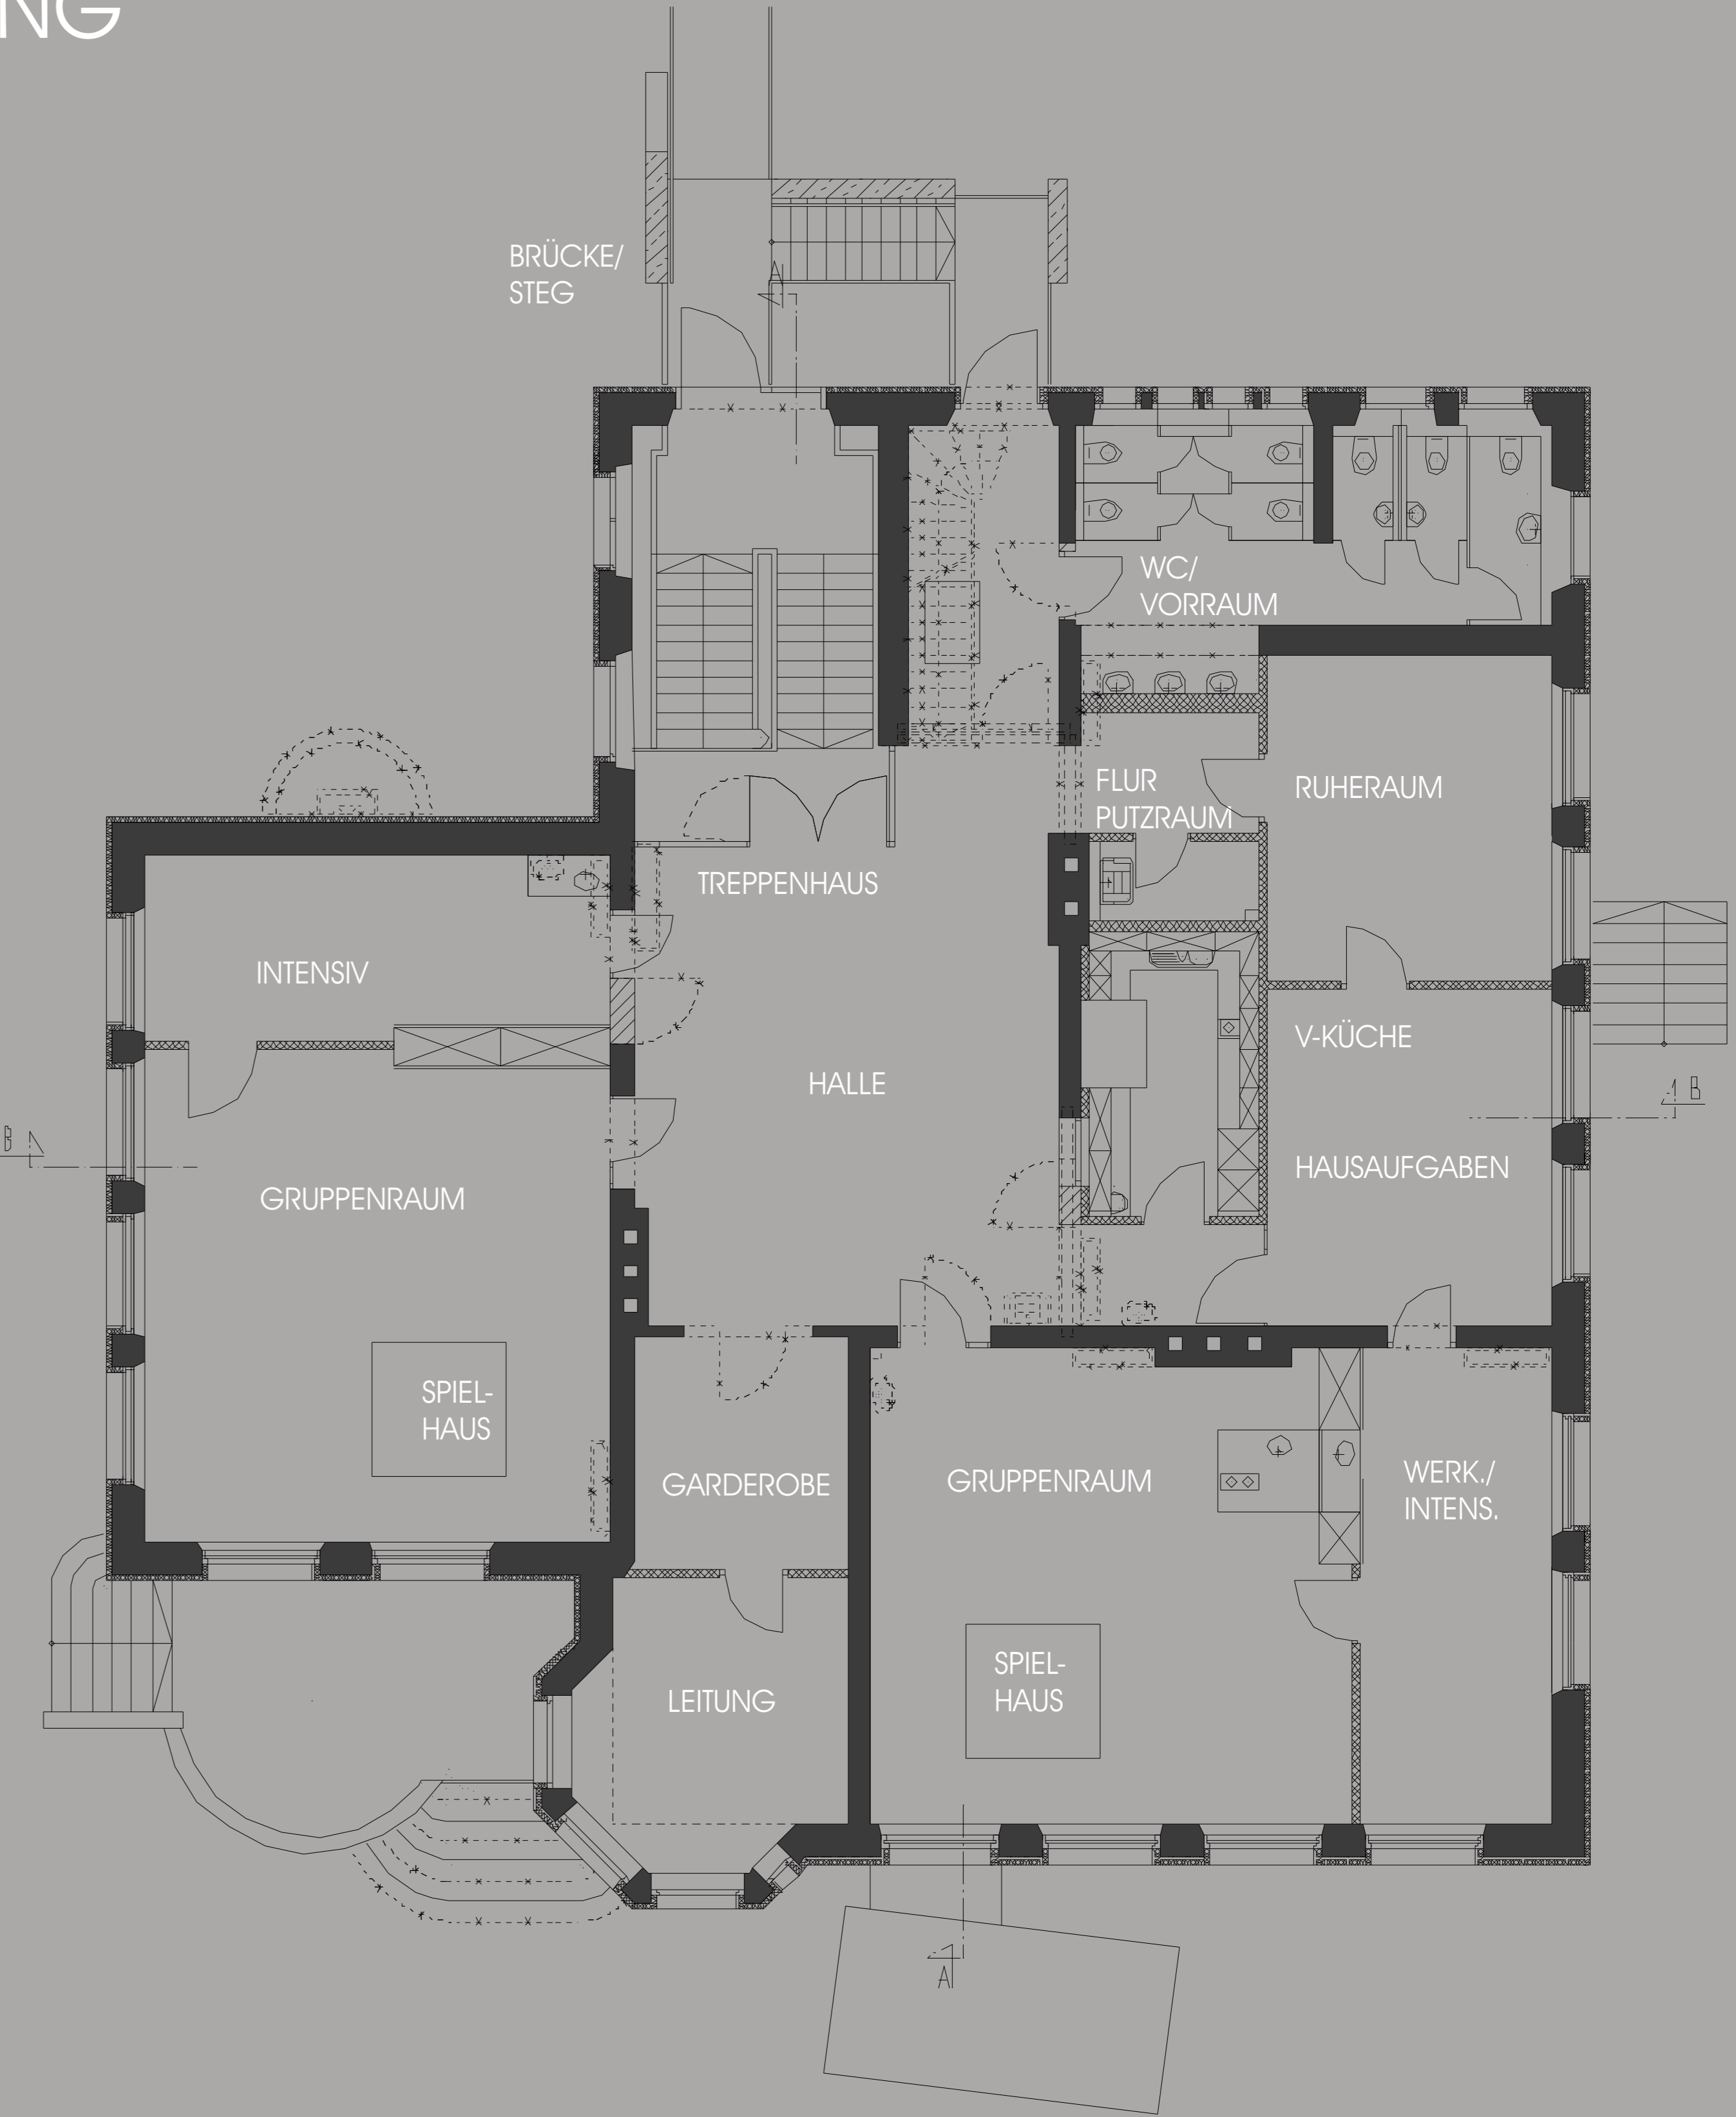 NG
BRÜCKE/
STEG
A
WC/
VORRAUM
FLUR
PUTZRAUM
RUHERAUM
TREPPENHAUS
INTENSIV
V-KÜCHE
HALLE
B
B
HAUSAUFGABEN
GRUPPENRAUM
SPIEL-
HAUS
GARDEROBE
GRUPPENRAUM
WERK./
INTENS.
SPIEL-
HAUS
LEITUNG
A